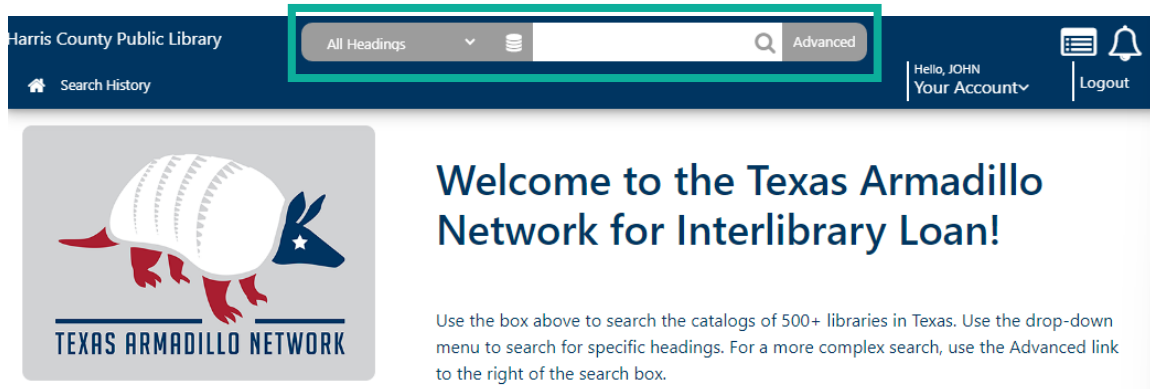 Harris County Public Library
All Headings
Advanced
Search History
Hello, JOHN
Your Account
Logout
Welcome to the Texas Armadillo
Network for Interlibrary Loan!
TEXAS ARMADILLO NETWORK
Use the box above to search the catalogs of 500+ libraries in Texas. Use the drop-down
menu to search for specific headings. For a more complex search, use the Advanced link
to the right of the search box.